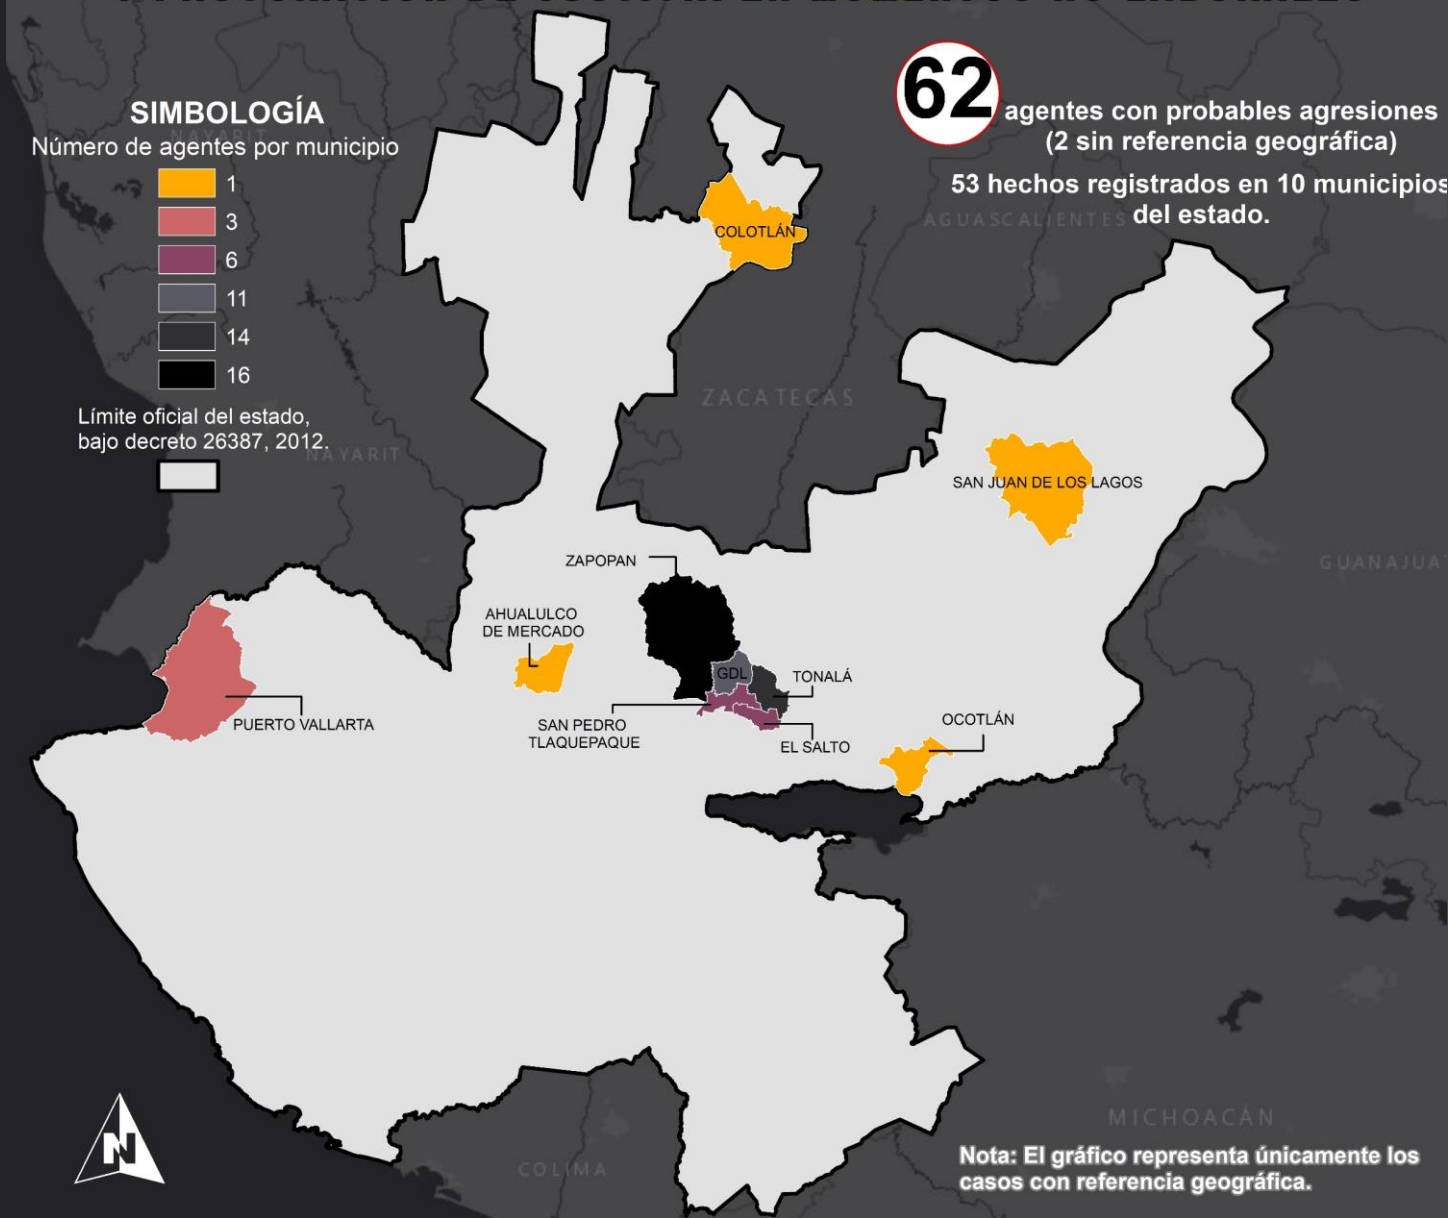 62
agentes con probables agresiones
(2 sin referencia geográfica)
53 hechos registrados en 10 municipios
del estado.
SIMBOLOGÍA
Número de agentes por municipio
1
3
6
11
14
16
Límite oficial del estado,
bajo decreto 26387, 2012.
NAYARIT
NAYARIT
AGUASCALIENTES
ZACATECAS
GUANAJUA
COLOTLÁN
SAN JUAN DE LOS LAGOS
ZAPOPAN
AHUALULCO
DE MERCADO
GDL
TONALÁ
PUERTO VALLARTA
SAN PEDRO
TLAQUEPAQUE
EL SALTO
OCOTLÁN
MICHOACÁN
COLIMA
N
Nota: El gráfico representa únicamente los
casos con referencia geográfica.